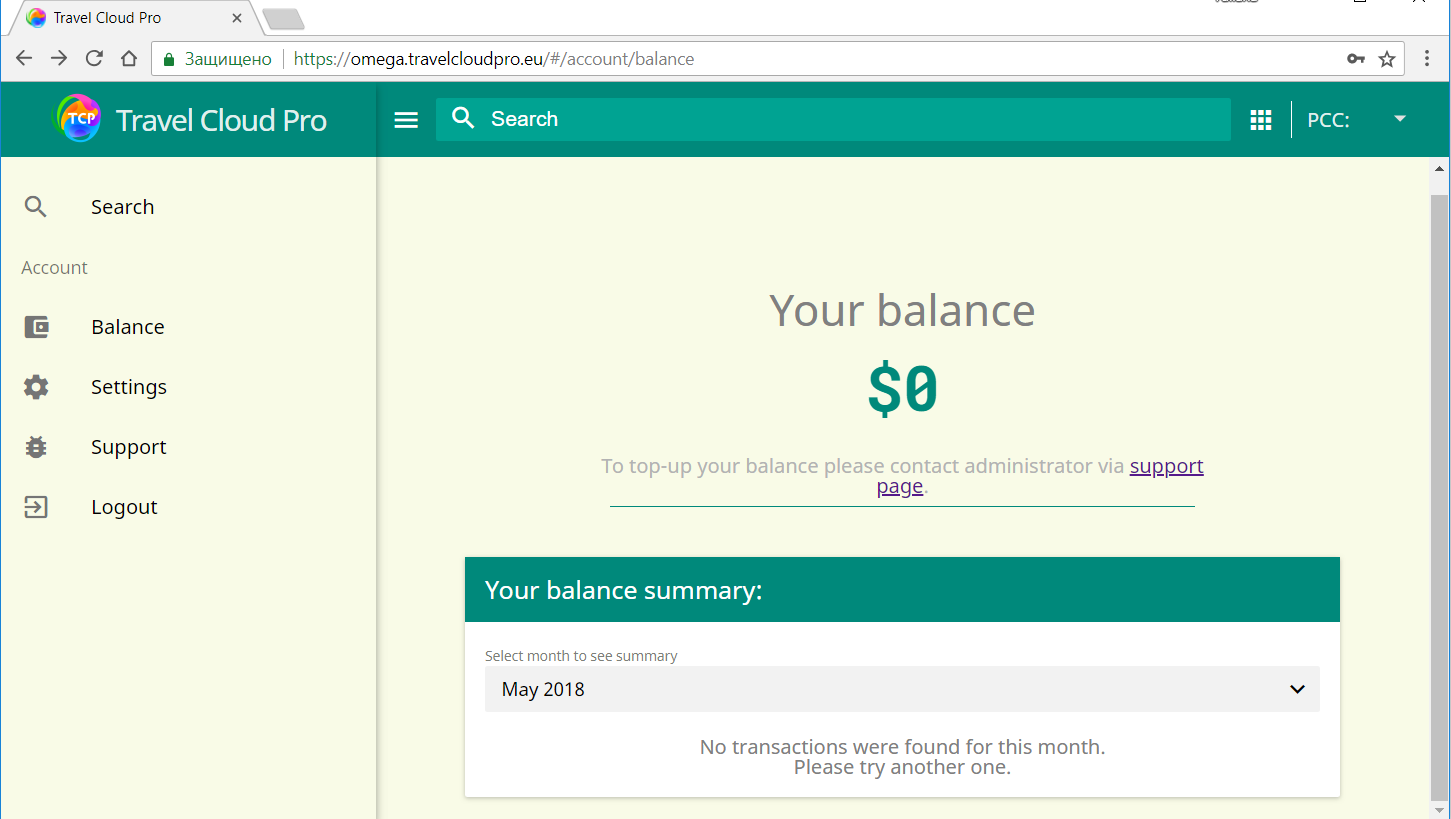 Travel Cloud Pro
Защищено
https://omega.travelcloudpro.eu/#/account/balance
TCP
Travel Cloud Pro
Search
PCC:
Search
Account
Balance
Settings
Support
Logout
Your balance
$0
To top-up your balance please contact administrator via support
page.
Your balance summary:
Select month to see summary
May 2018
No transactions were found for this month.
Please try another one.